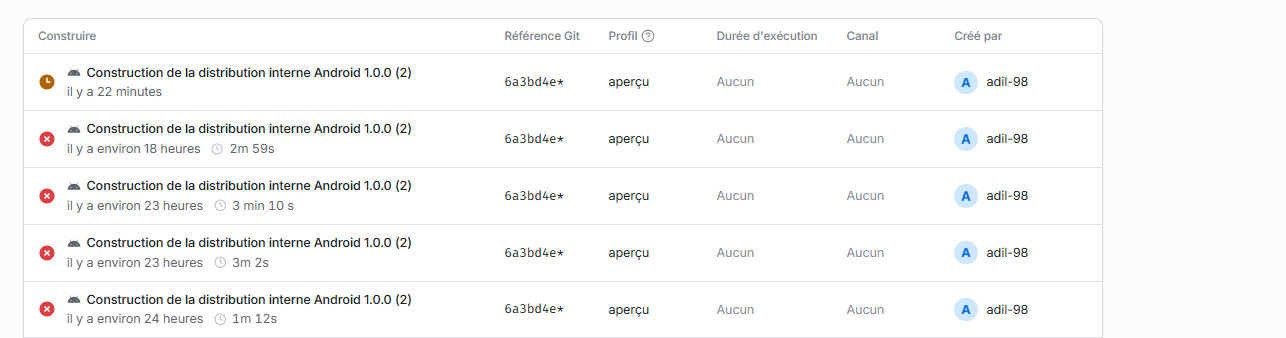 Construire Référence Git Profil Durée d'exécution Canal Créé par
Construction de la distribution interne Android 1.0.0 (2)
il y a 22 minutes
6a3bd4e* aperçu Aucun Aucun A adil-98
Construction de la distribution interne Android 1.0.0 (2)
il y a environ 18 heures 2m 59s
6a3bd4e* aperçu Aucun Aucun A adil-98
Construction de la distribution interne Android 1.0.0 (2)
il y a environ 23 heures 3 min 10 s
6a3bd4e* aperçu Aucun Aucun A adil-98
Construction de la distribution interne Android 1.0.0 (2)
il y a environ 23 heures 3m 2s
6a3bd4e* aperçu Aucun Aucun A adil-98
Construction de la distribution interne Android 1.0.0 (2)
il y a environ 24 heures 1m 12s
6a3bd4e* aperçu Aucun Aucun A adil-98